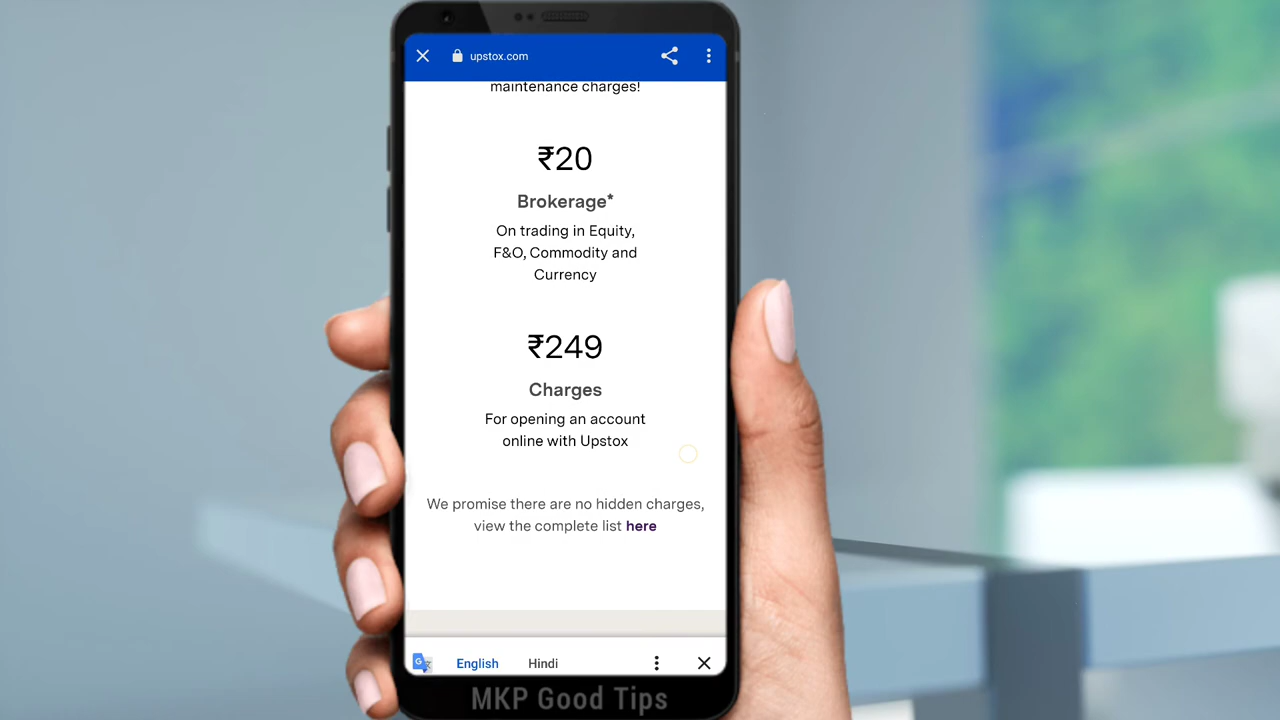 upstox.com
maintenance charges!
₹20
Brokerage*
On trading in Equity,
F&O, Commodity and
Currency
₹249
Charges
For opening an account
online with Upstox
We promise there are no hidden charges,
view the complete list here
English Hindi
MKP Good Tips